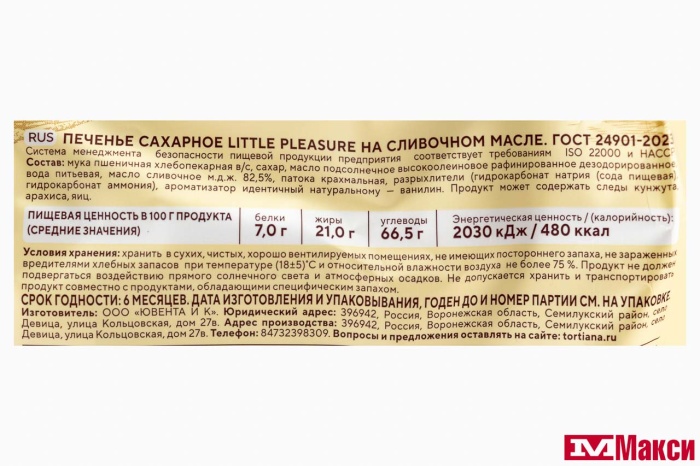 RUS ПЕЧЕНЬЕ САХАРНОЕ LITTLE PLEASURE НА СЛИВОЧНОМ МАСЛЕ. ГОСТ 24901-202
Система менеджмента безопасности пищевой продукции предприятия соответствует требованиям ISO 22000 и НАССР
Состав: мука пшеничная хлебопекарная в/с, сахар, масло подсолнечное высокоолеиновое рафинированное дезодорированное,
вода питьевая, масло сливочное м.д.ж. 82,5%, патока крахмальная, разрыхлители (гидрокарбонат натрия (сода пищевая),
гидрокарбонат аммония), ароматизатор идентичный натуральному — ванилин. Продукт может содержать следы кунжута,
арахиса, яиц.
ПИЩЕВАЯ ЦЕННОСТЬ В 100 Г ПРОДУКТА (СРЕДНИЕ ЗНАЧЕНИЯ)
белки 7,0 г
жиры 21,0 г
углеводы 66,5 г
Энергетическая ценность / (калорийность): 2030 кДж / 480 ккал
Условия хранения: хранить в сухих, чистых, хорошо вентилируемых помещениях, не имеющих постороннего запаха, не зараженных
вредителями хлебных запасов при температуре (18±5)°С и относительной влажности воздуха не более 75 %. Продукт не должен
подвергаться воздействию прямого солнечного света и атмосферных осадков. Не допускается хранить и транспортировать
продукт совместно с продуктами, обладающими специфическим запахом.
СРОК ГОДНОСТИ: 6 МЕСЯЦЕВ. ДАТА ИЗГОТОВЛЕНИЯ И УПАКОВЫВАНИЯ, ГОДЕН ДО И НОМЕР ПАРТИИ СМ. НА УПАКОВКЕ
Изготовитель: ООО «ЮВЕНТА И К». Юридический адрес: 396942, Россия, Воронежская область, Семилукский район, село
Девица, улица Кольцовская, дом 27в. Адрес производства: 396942, Россия, Воронежская область, Семилукский район, село
Девица, улица Кольцовская, дом 27в. Телефон: 84732398309. Вопросы и предложения оставлять на сайте: tortiana.ru
Макси